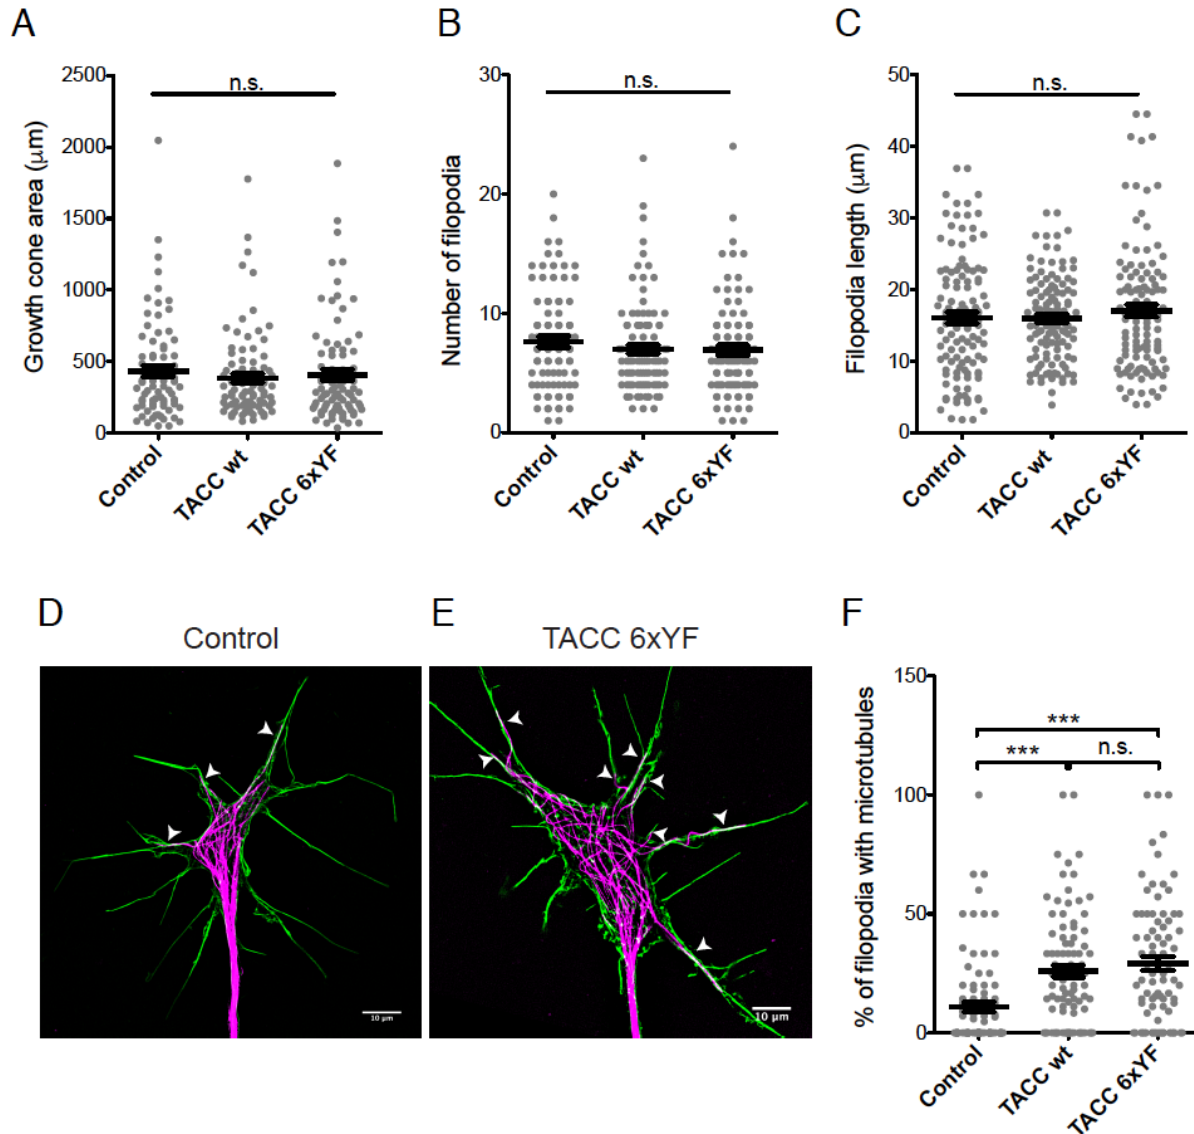 A
B
C
2500
2000
1500
1000
500
0
Growth cone area (μm)
n.s.
Control
TACC wt
TACC 6xYF
30
20
10
0
Number of filopodia
n.s.
Control
TACC wt
TACC 6xYF
50
40
30
20
10
0
Filopodia length (μm)
n.s.
Control
TACC wt
TACC 6xYF
D
Control
10 μm
E
TACC 6xYF
10 μm
F
150
100
50
0
% of filopodia with microtubules
***
***
n.s.
Control
TACC wt
TACC 6xYF